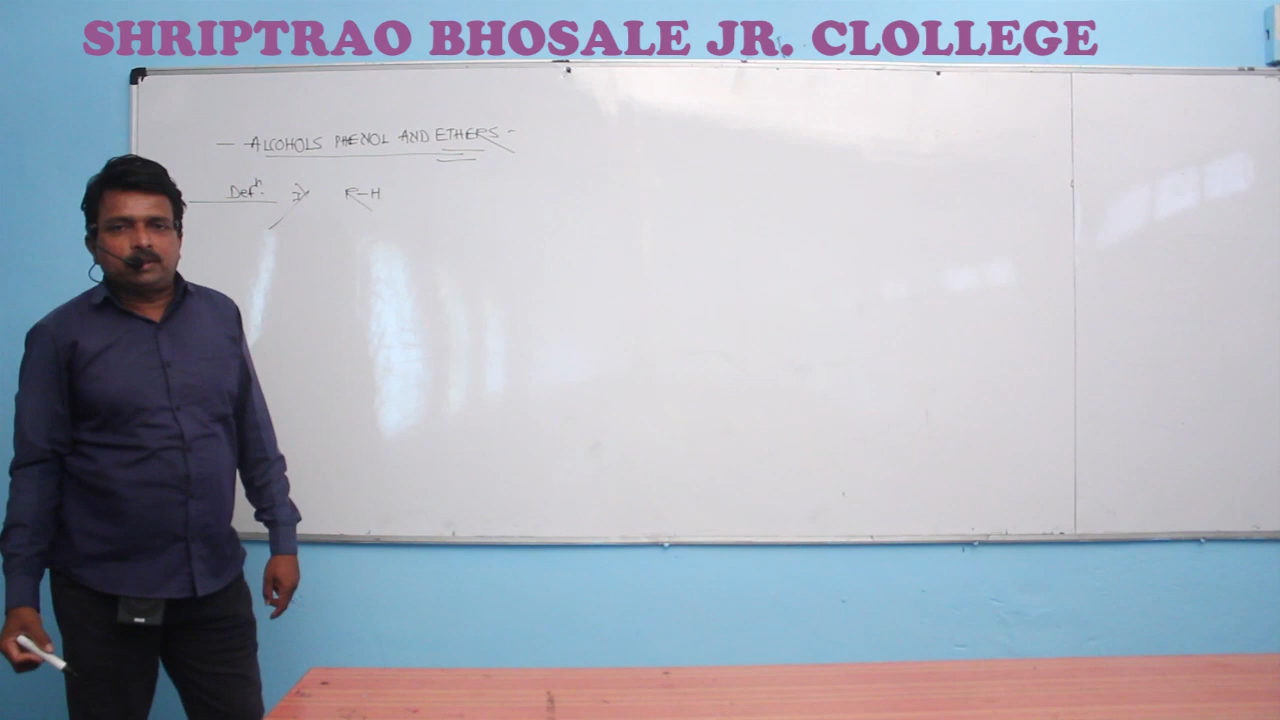 SHRIPTRAO BHOSALE JR. CLOLLEGE
— ALCOHOLS PHENOL AND ETHERS -
Defⁿ. R-H